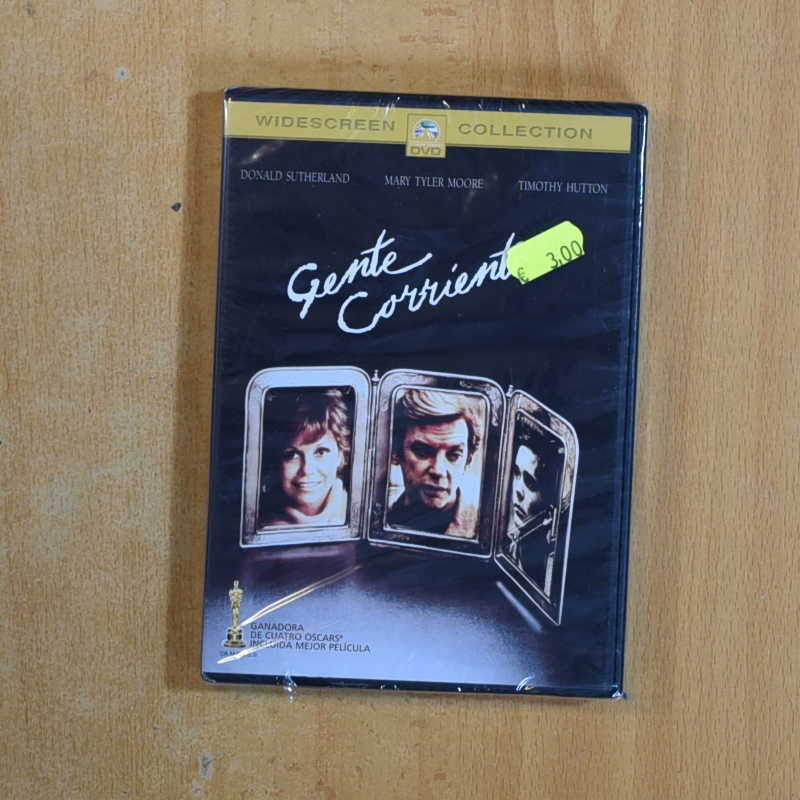 WIDESCREEN COLLECTION
DVD
DONALD SUTHERLAND MARY TYLER MOORE TIMOTHY HUTTON
Gente
€ 3,00
Corrient
GANADORA
DE CUATRO OSCARS®
INCLUIDA MEJOR PELÍCULA